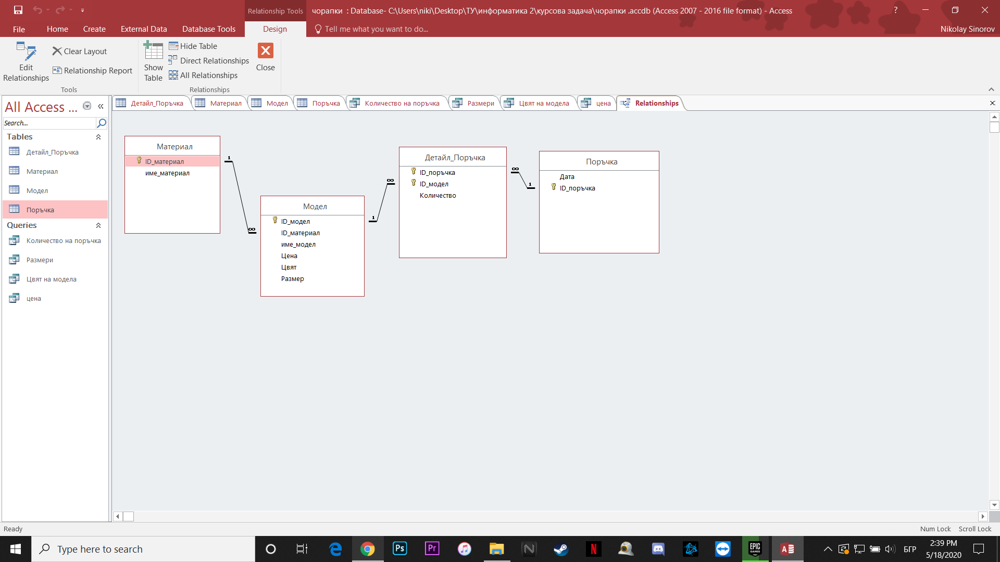 Relationship Tools
чорапки : Database- C:\Users\niki\Desktop\ТУ\информатика 2\курсова задача\чорапки .accdb (Access 2007 - 2016 file format) - Access
?
File
Home
Create
External Data
Database Tools
Design
Tell me what you want to do...
Nikolay Sinorov
Edit
Relationships
Clear Layout
Relationship Report
Tools
Show
Table
Hide Table
Direct Relationships
All Relationships
Relationships
Close
All Access ...
Search...
Tables
Детайл_Поръчка
Материал
Модел
Поръчка
Queries
Количество на поръчка
Размери
Цвят на модела
цена
Детайл_Поръчка
Материал
Модел
Поръчка
Количество на поръчка
Размери
Цвят на модела
цена
Relationships
Материал
ID_материал
име_материал
1
∞
Модел
ID_модел
ID_материал
име_модел
Цена
Цвят
Размер
1
∞
Детайл_Поръчка
ID_поръчка
ID_модел
Количество
∞
1
Поръчка
Дата
ID_поръчка
Ready
Num Lock
Scroll Lock
Type here to search
Ps
Pr
N
N
EPIC
GAMES
A
БГР
2:39 PM
5/18/2020